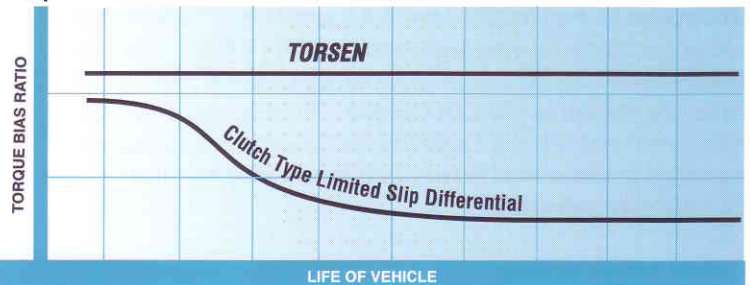 TORQUE BIAS RATIO
TORSEN
Clutch Type Limited Slip Differential
LIFE OF VEHICLE